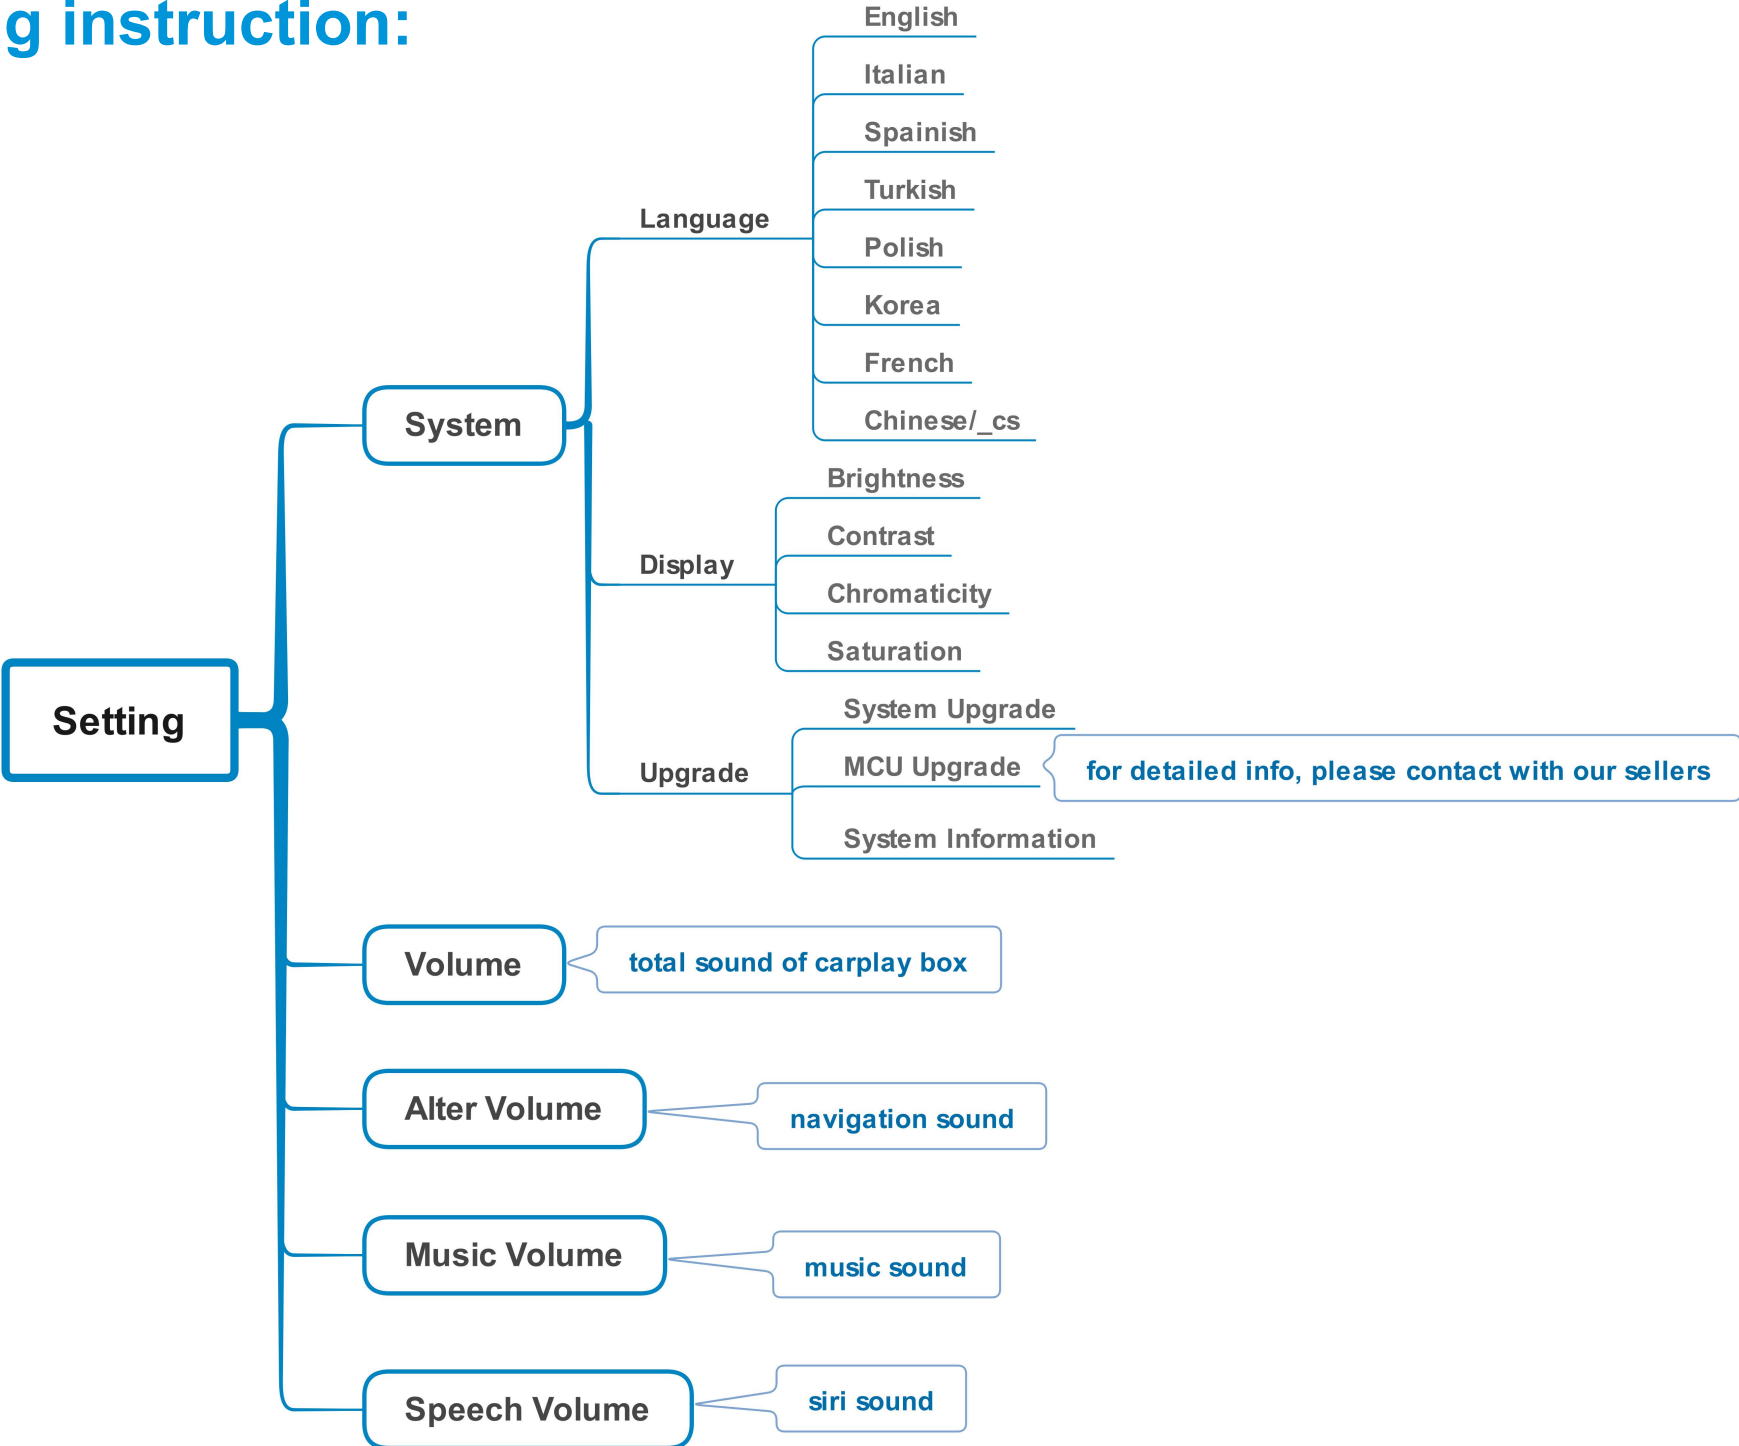 g instruction:
English
Italian
Spainish
Turkish
Language
Polish
Korea
French
Chinese/_cs
System
Brightness
Contrast
Display
Chromaticity
Saturation
System Upgrade
Upgrade
MCU Upgrade
for detailed info, please contact with our sellers
System Information
Setting
Volume
total sound of carplay box
Alter Volume
navigation sound
Music Volume
music sound
Speech Volume
siri sound